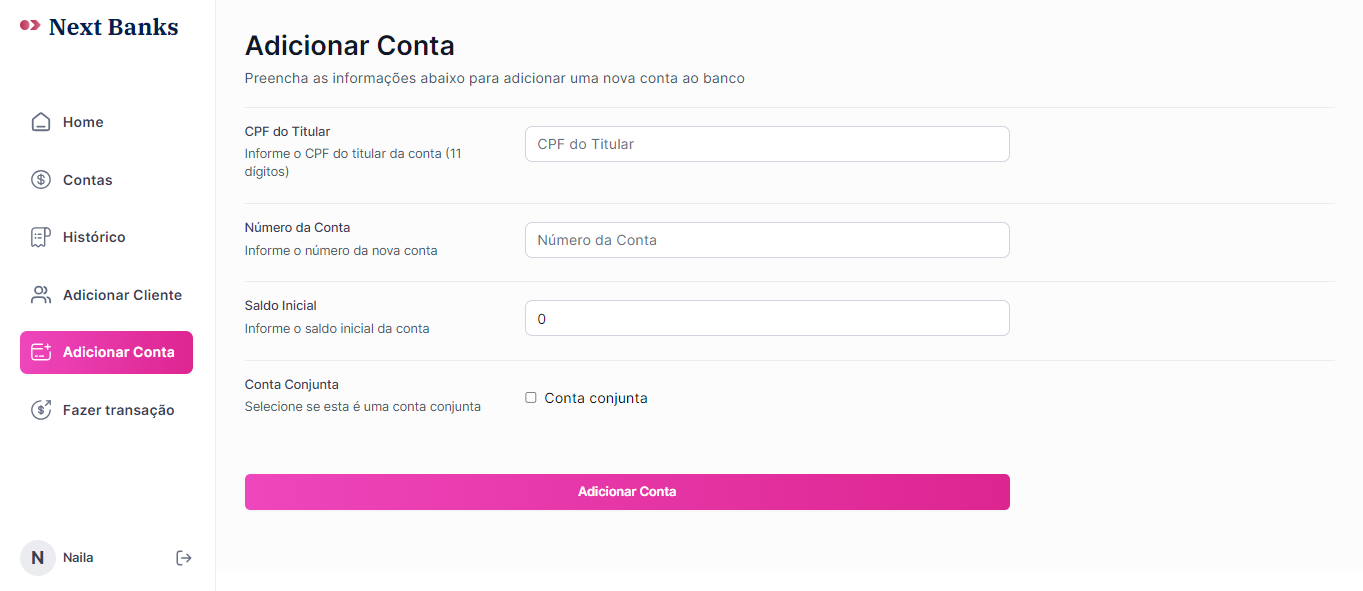 Next Banks
Home
Contas
Histórico
Adicionar Cliente
Adicionar Conta
Fazer transação
N
Naila
Adicionar Conta
Preencha as informações abaixo para adicionar uma nova conta ao banco
CPF do Titular
Informe o CPF do titular da conta (11
dígitos)
CPF do Titular
Número da Conta
Informe o número da nova conta
Número da Conta
Saldo Inicial
Informe o saldo inicial da conta
0
Conta Conjunta
Selecione se esta é uma conta conjunta
Conta conjunta
Adicionar Conta